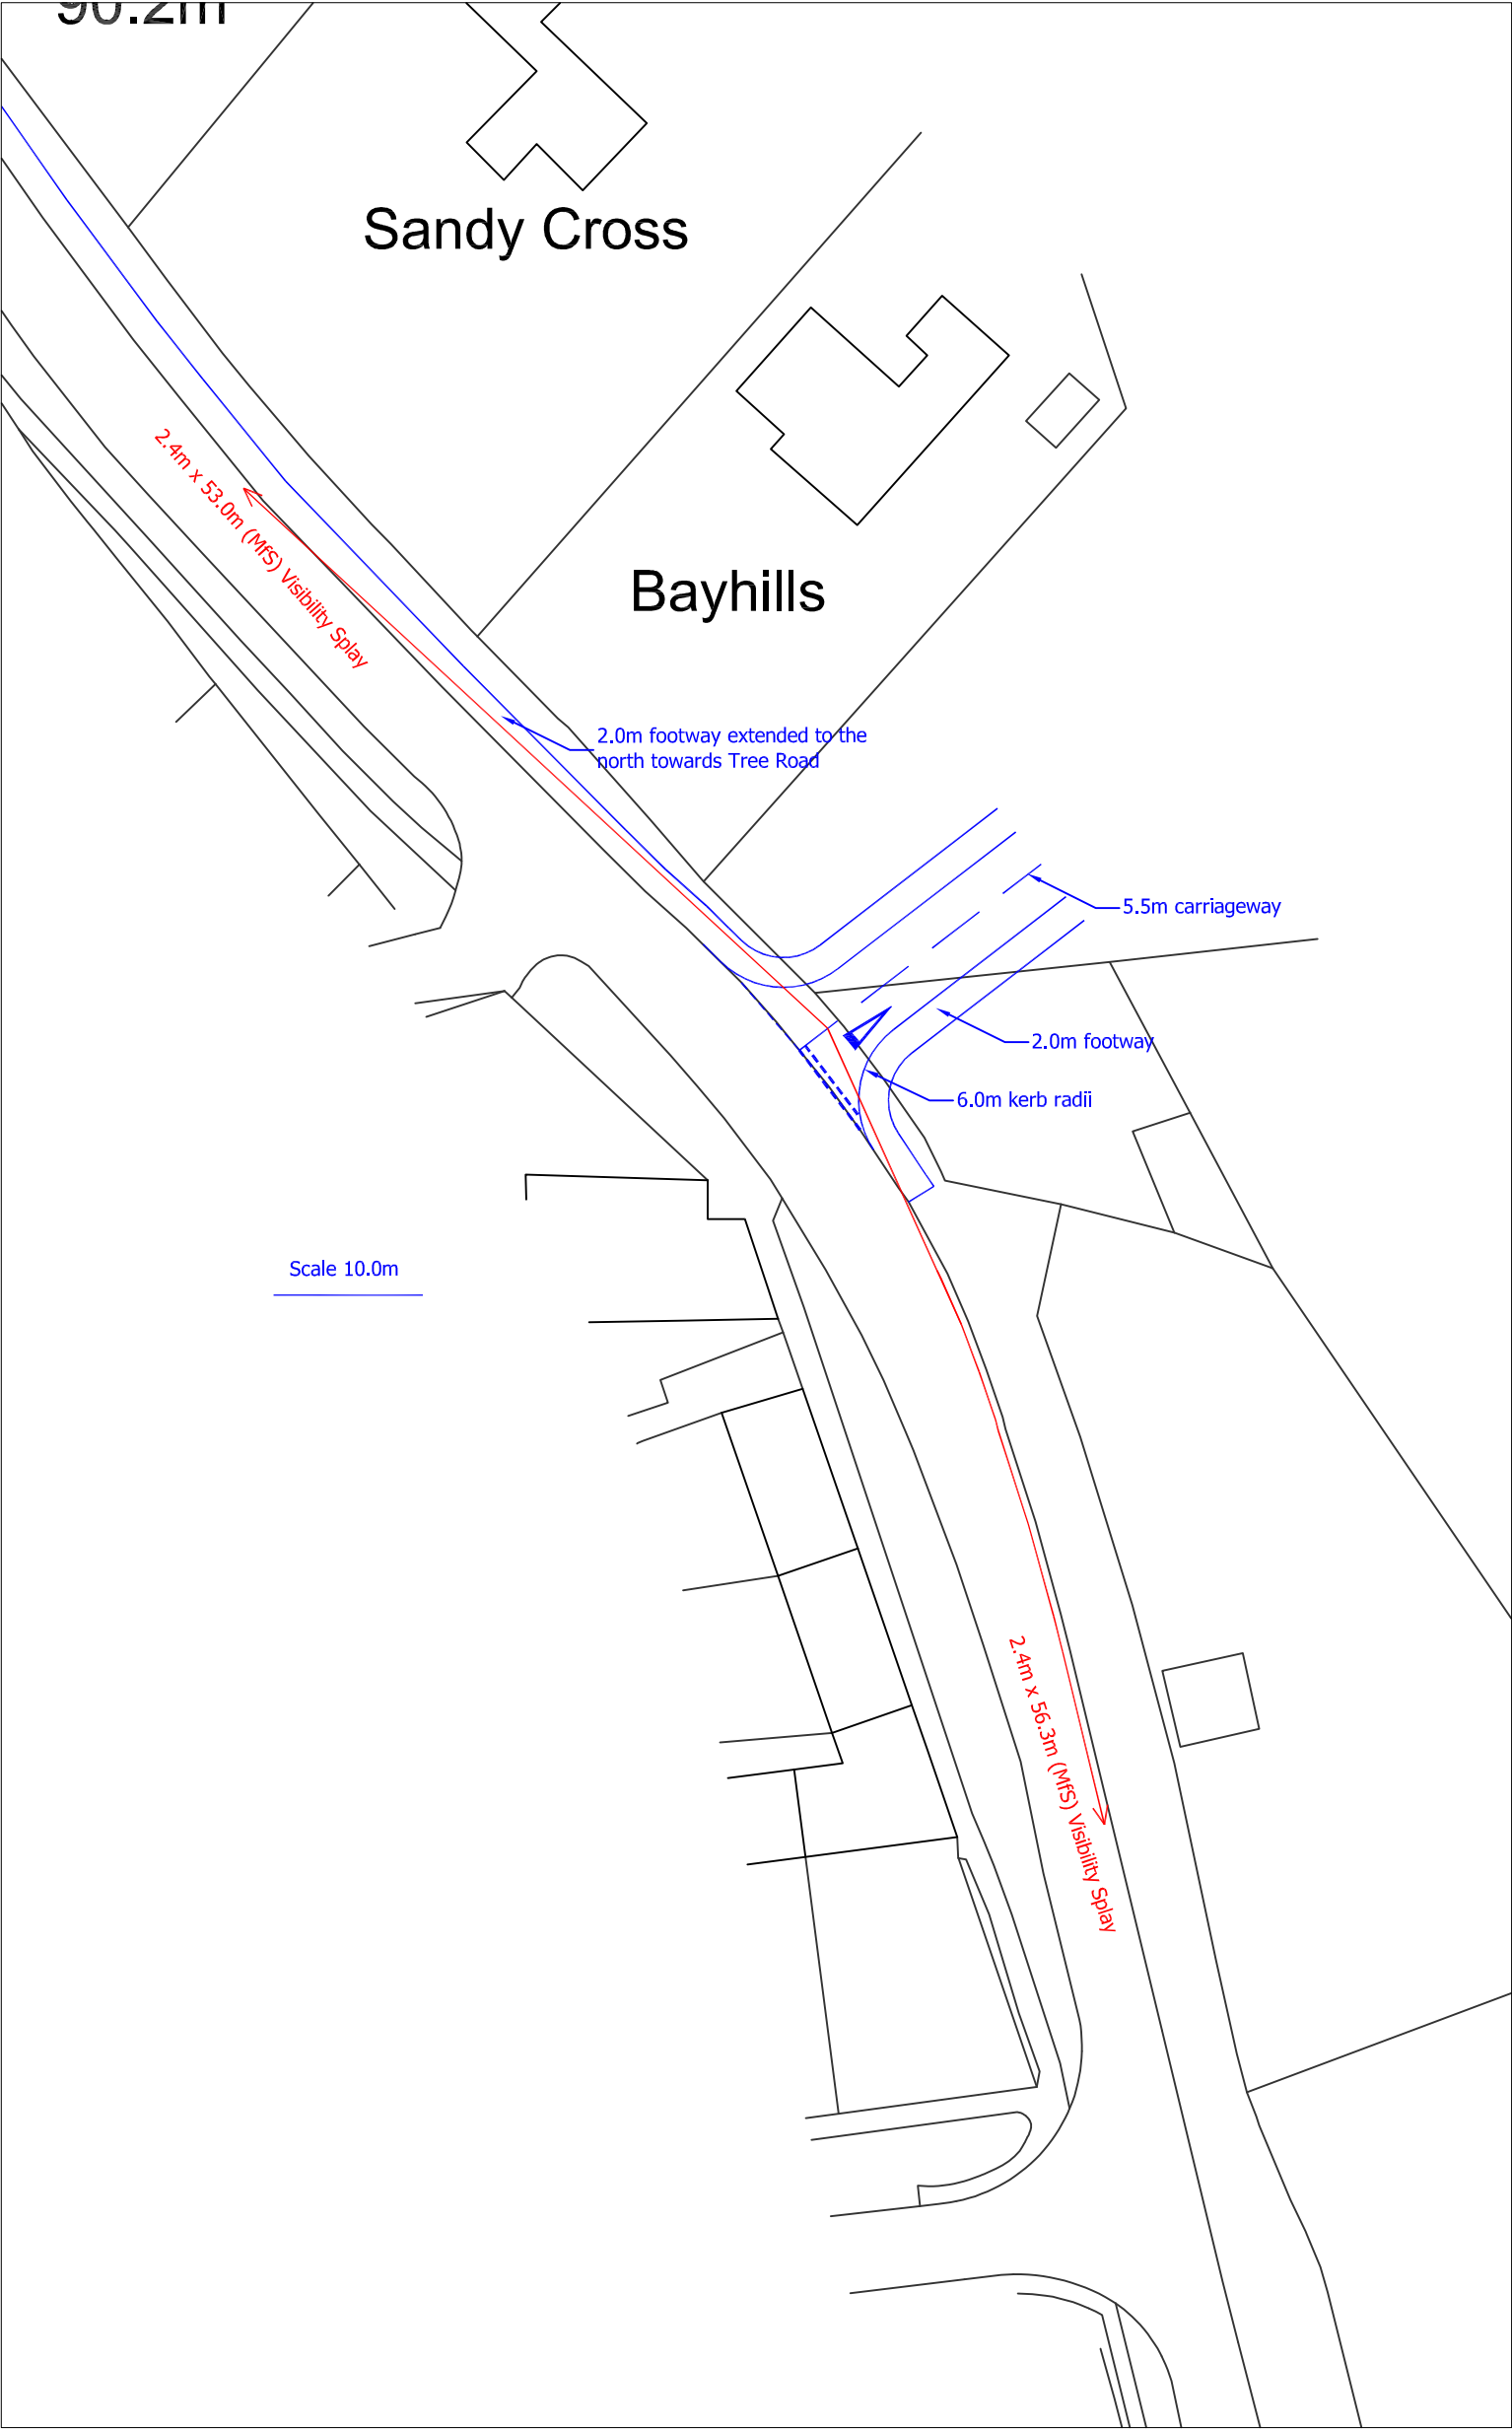 90.2m
Sandy Cross
2.4m x 53.0m (MfS) Visibility Splay
Bayhills
2.0m footway extended to the
north towards Tree Road
5.5m carriageway
2.0m footway
6.0m kerb radii
Scale 10.0m
2.4m x 56.3m (MfS) Visibility Splay